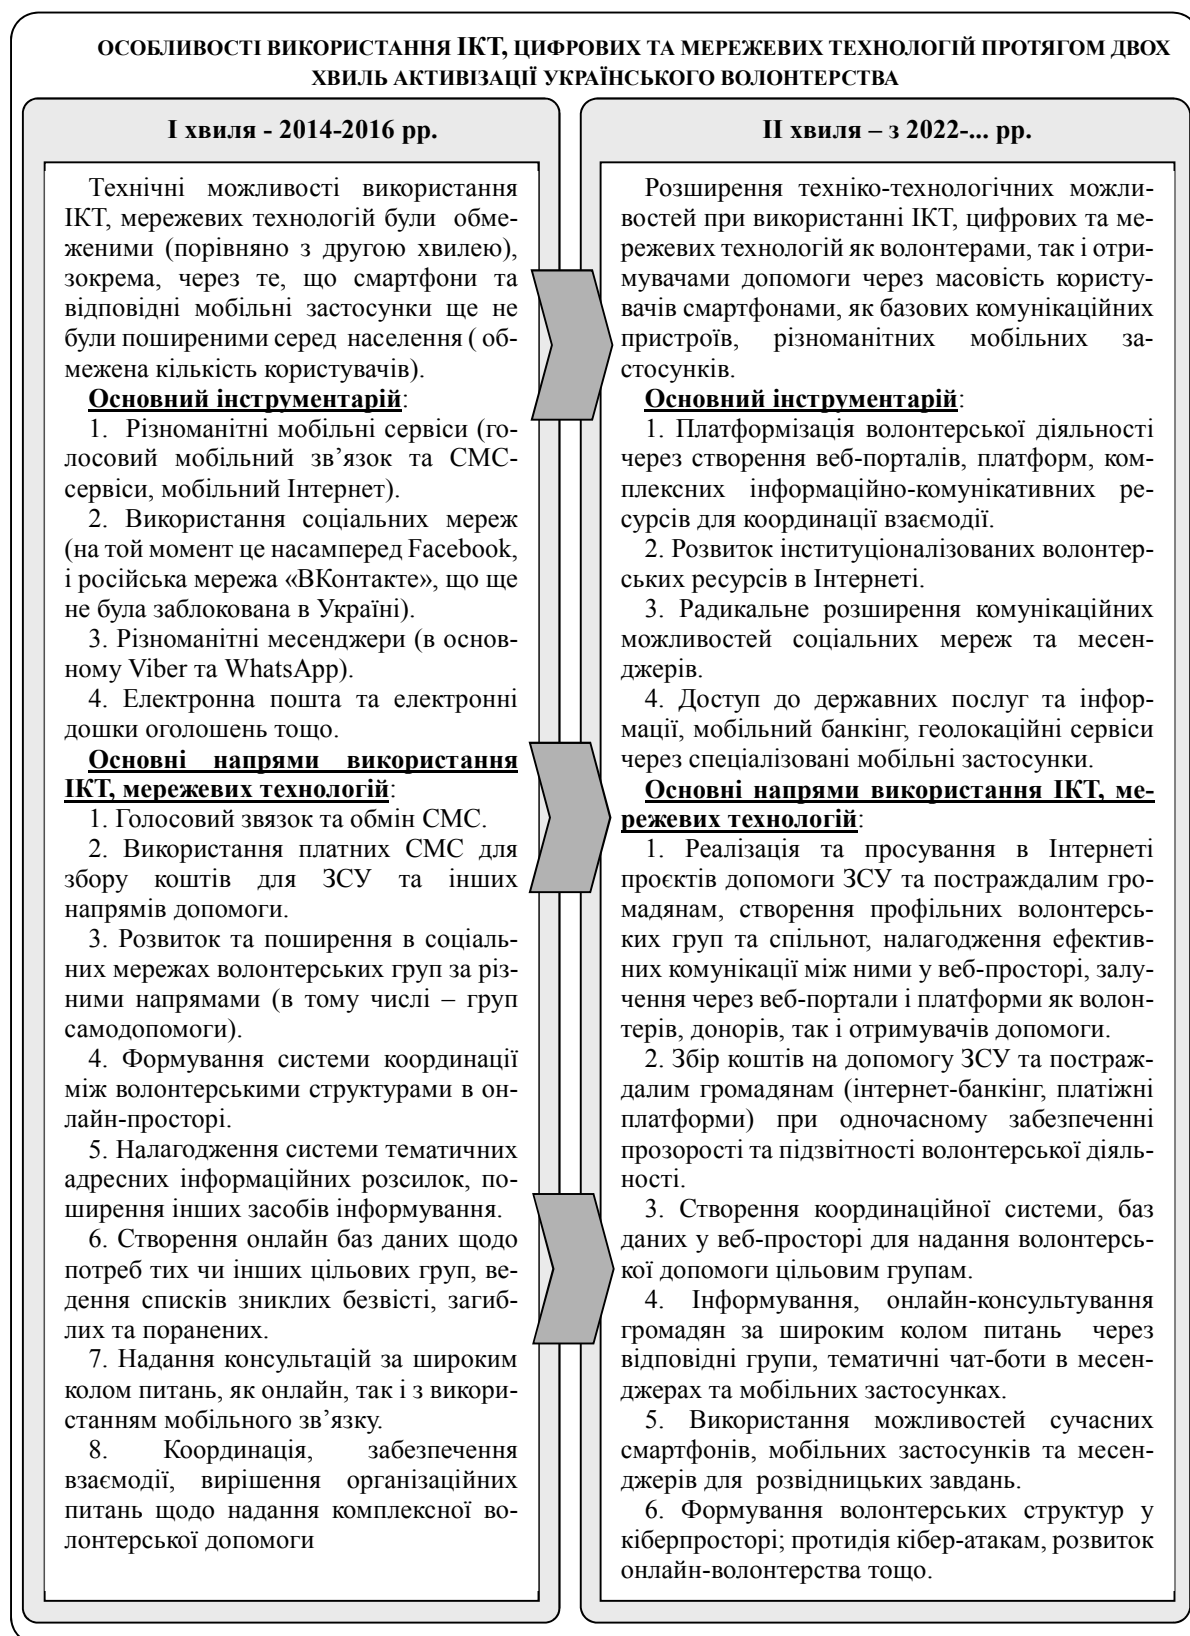 ОСОБЛИВОСТІ ВИКОРИСТАННЯ ІКТ, ЦИФРОВИХ ТА МЕРЕЖЕВИХ ТЕХНОЛОГІЙ ПРОТЯГОМ ДВОХ
ХВИЛЬ АКТИВІЗАЦІЇ УКРАЇНСЬКОГО ВОЛОНТЕРСТВА
І хвиля - 2014-2016 рр.
Технічні можливості використання
ІКТ, мережевих технологій були обме-
женими (порівняно з другою хвилею),
зокрема, через те, що смартфони та
відповідні мобільні застосунки ще не
були поширеними серед населення ( об-
межена кількість користувачів).
Основний інструментарій:
1. Різноманітні мобільні сервіси (го-
лосовий мобільний зв’язок та СМС-
сервіси, мобільний Інтернет).
2. Використання соціальних мереж
(на той момент це насамперед Facebook,
і російська мережа «ВКонтакте», що ще
не була заблокована в Україні).
3. Різноманітні месенджери (в основ-
ному Viber та WhatsApp).
4. Електронна пошта та електронні
дошки оголошень тощо.
Основні напрями використання
ІКТ, мережевих технологій:
1. Голосовий звязок та обмін СМС.
2. Використання платних СМС для
збору коштів для ЗСУ та інших
напрямів допомоги.
3. Розвиток та поширення в соціаль-
них мережах волонтерських груп за різ-
ними напрямами (в тому числі – груп
самодопомоги).
4. Формування системи координації
між волонтерськими структурами в он-
лайн-просторі.
5. Налагодження системи тематичних
адресних інформаційних розсилок, по-
ширення інших засобів інформування.
6. Створення онлайн баз даних щодо
потреб тих чи інших цільових груп, ве-
дення списків зниклих безвісті, загиб-
лих та поранених.
7. Надання консультацій за широким
колом питань, як онлайн, так і з викори-
станням мобільного зв’язку.
8. Координація, забезпечення
взаємодії, вирішення організаційних
питань щодо надання комплексної во-
лонтерської допомоги
ІІ хвиля – з 2022-... рр.
Розширення техніко-технологічних можли-
востей при використанні ІКТ, цифрових та ме-
режевих технологій як волонтерами, так і отри-
мувачами допомоги через масовість користу-
вачів смартфонами, як базових комунікаційних
пристроїв, різноманітних мобільних за-
стосунків.
Основний інструментарій:
1. Платформізація волонтерської діяльності
через створення веб-порталів, платформ, ком-
плексних інформаційно-комунікативних ре-
сурсів для координації взаємодії.
2. Розвиток інституціоналізованих волонтер-
ських ресурсів в Інтернеті.
3. Радикальне розширення комунікаційних
можливостей соціальних мереж та месен-
джерів.
4. Доступ до державних послуг та інфор-
мації, мобільний банкінг, геолокаційні сервіси
через спеціалізовані мобільні застосунки.
Основні напрями використання ІКТ, ме-
режевих технологій:
1. Реалізація та просування в Інтернеті
проєктів допомоги ЗСУ та постраждалим гро-
мадянам, створення профільних волонтерсь-
ких груп та спільнот, налагодження ефектив-
них комунікації між ними у веб-просторі, залу-
чення через веб-портали і платформи як волон-
терів, донорів, так і отримувачів допомоги.
2. Збір коштів на допомогу ЗСУ та постраж-
далим громадянам (інтернет-банкінг, платіжні
платформи) при одночасному забезпеченні
прозорості та підзвітності волонтерської діяль-
ності.
3. Створення координаційної системи, баз
даних у веб-просторі для надання волонтерсь-
кої допомоги цільовим групам.
4. Інформування, онлайн-консультування
громадян за широким колом питань через
відповідні групи, тематичні чат-боти в месен-
джерах та мобільних застосунках.
5. Використання можливостей сучасних
смартфонів, мобільних застосунків та месен-
джерів для розвідницьких завдань.
6. Формування волонтерських структур у
кіберпросторі; протидія кібер-атакам, розвиток
онлайн-волонтерства тощо.